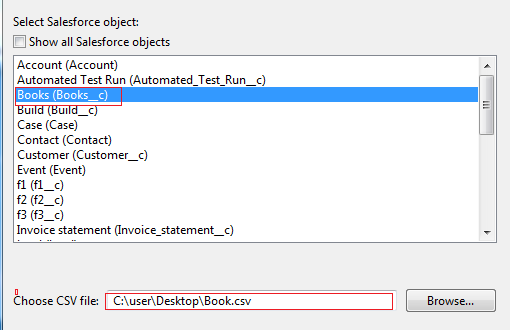 Select Salesforce object:
Show all Salesforce objects
Account (Account)
Automated Test Run (Automated_Test_Run__c)
Books (Books__c)
Build (Build__c)
Case (Case)
Contact (Contact)
Customer (Customer__c)
Event (Event)
f1 (f1__c)
f2 (f2__c)
f3 (f3__c)
Invoice statement (Invoice_statement__c)
Choose CSV file: C:\user\Desktop\Book.csv Browse...